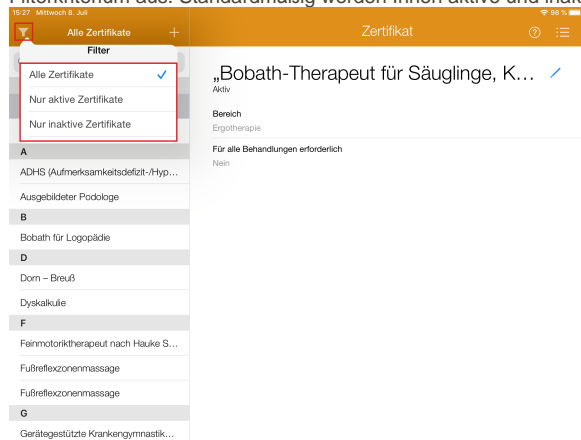 Filterkriterium aus. Standardmäßig werden Ihnen aktive und inak
15:27 Mittwoch 8. Juli
98 %
Alle Zertifikate
Zertifikat
Filter
Alle Zertifikate
Nur aktive Zertifikate
Nur inaktive Zertifikate
„Bobath-Therapeut für Säuglinge, K...
Aktiv
Bereich
Ergotherapie
Für alle Behandlungen erforderlich
Nein
A
ADHS (Aufmerksamkeitsdefizit-/Hyp...
Ausgebildeter Podologe
B
Bobath für Logopädie
D
Dorn – Breuß
Dyskalkulie
F
Feinmotoriktherapeut nach Hauke S...
Fußreflexzonenmassage
Fußreflexzonenmassage
G
Gerätegestützte Krankengymnastik...